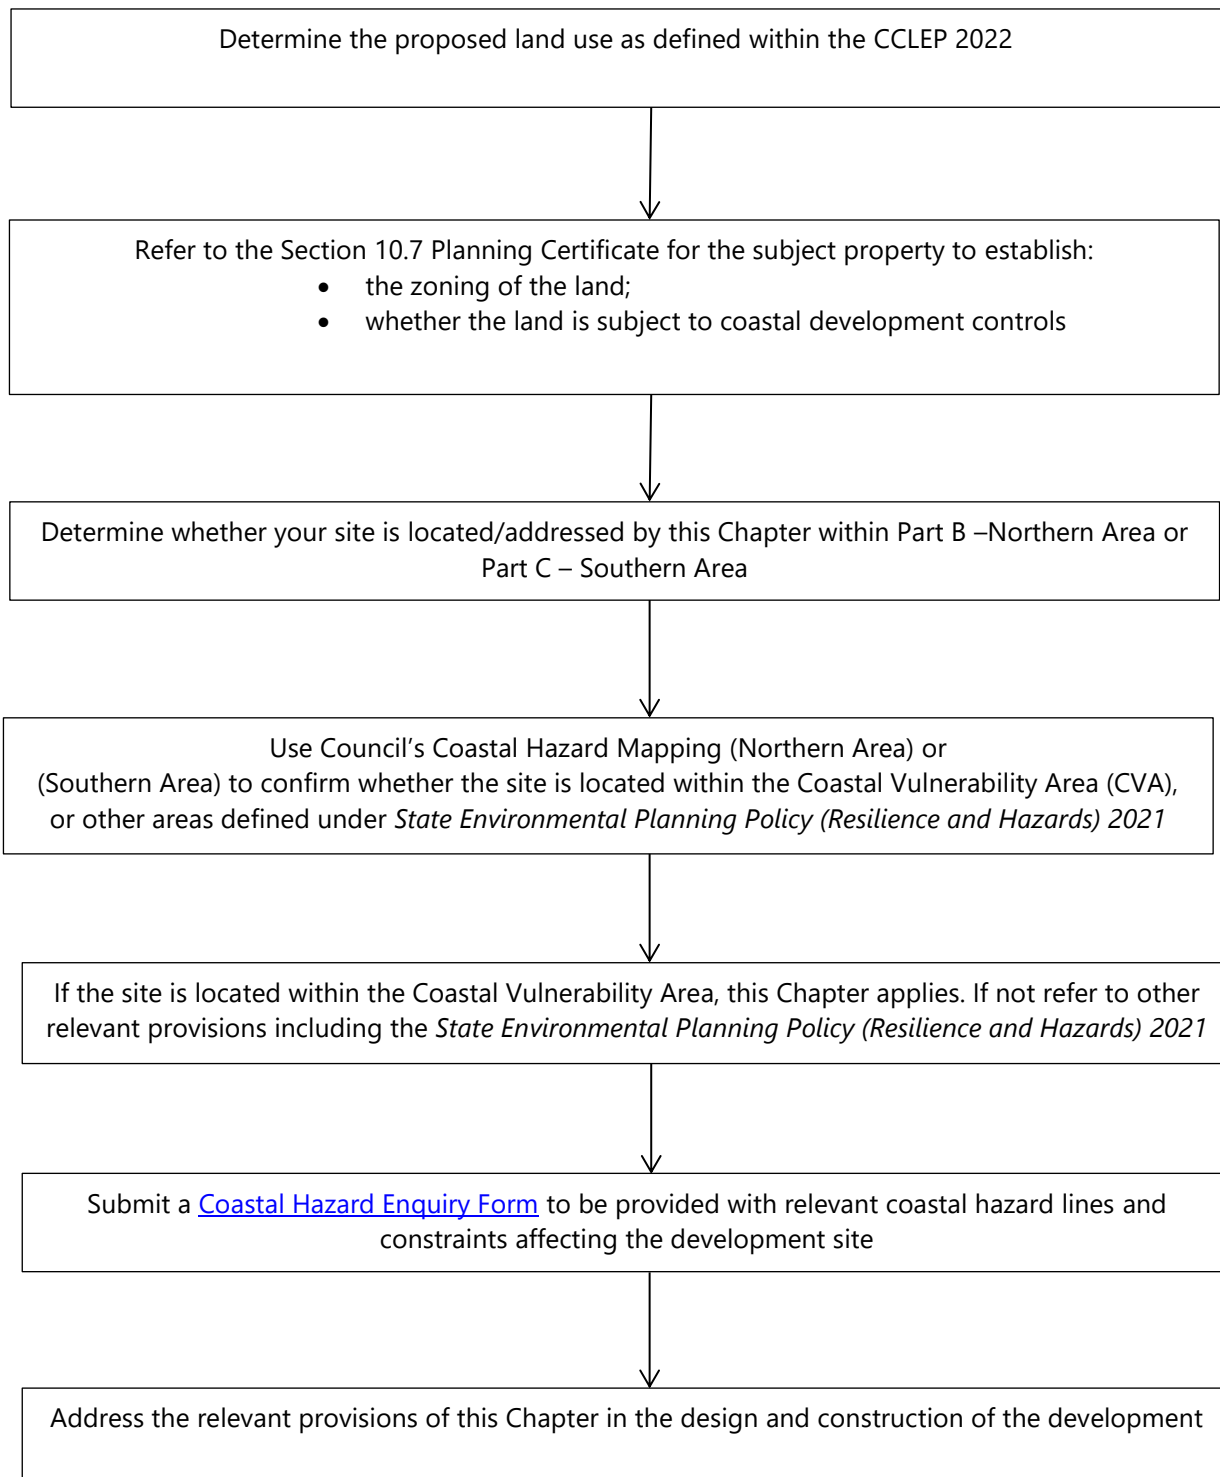 Determine the proposed land use as defined within the CCLEP 2022
Refer to the Section 10.7 Planning Certificate for the subject property to establish:
• the zoning of the land;
• whether the land is subject to coastal development controls
Determine whether your site is located/addressed by this Chapter within Part B –Northern Area or
Part C – Southern Area
Use Council’s Coastal Hazard Mapping (Northern Area) or
(Southern Area) to confirm whether the site is located within the Coastal Vulnerability Area (CVA),
or other areas defined under State Environmental Planning Policy (Resilience and Hazards) 2021
If the site is located within the Coastal Vulnerability Area, this Chapter applies. If not refer to other
relevant provisions including the State Environmental Planning Policy (Resilience and Hazards) 2021
Submit a Coastal Hazard Enquiry Form to be provided with relevant coastal hazard lines and
constraints affecting the development site
Address the relevant provisions of this Chapter in the design and construction of the development